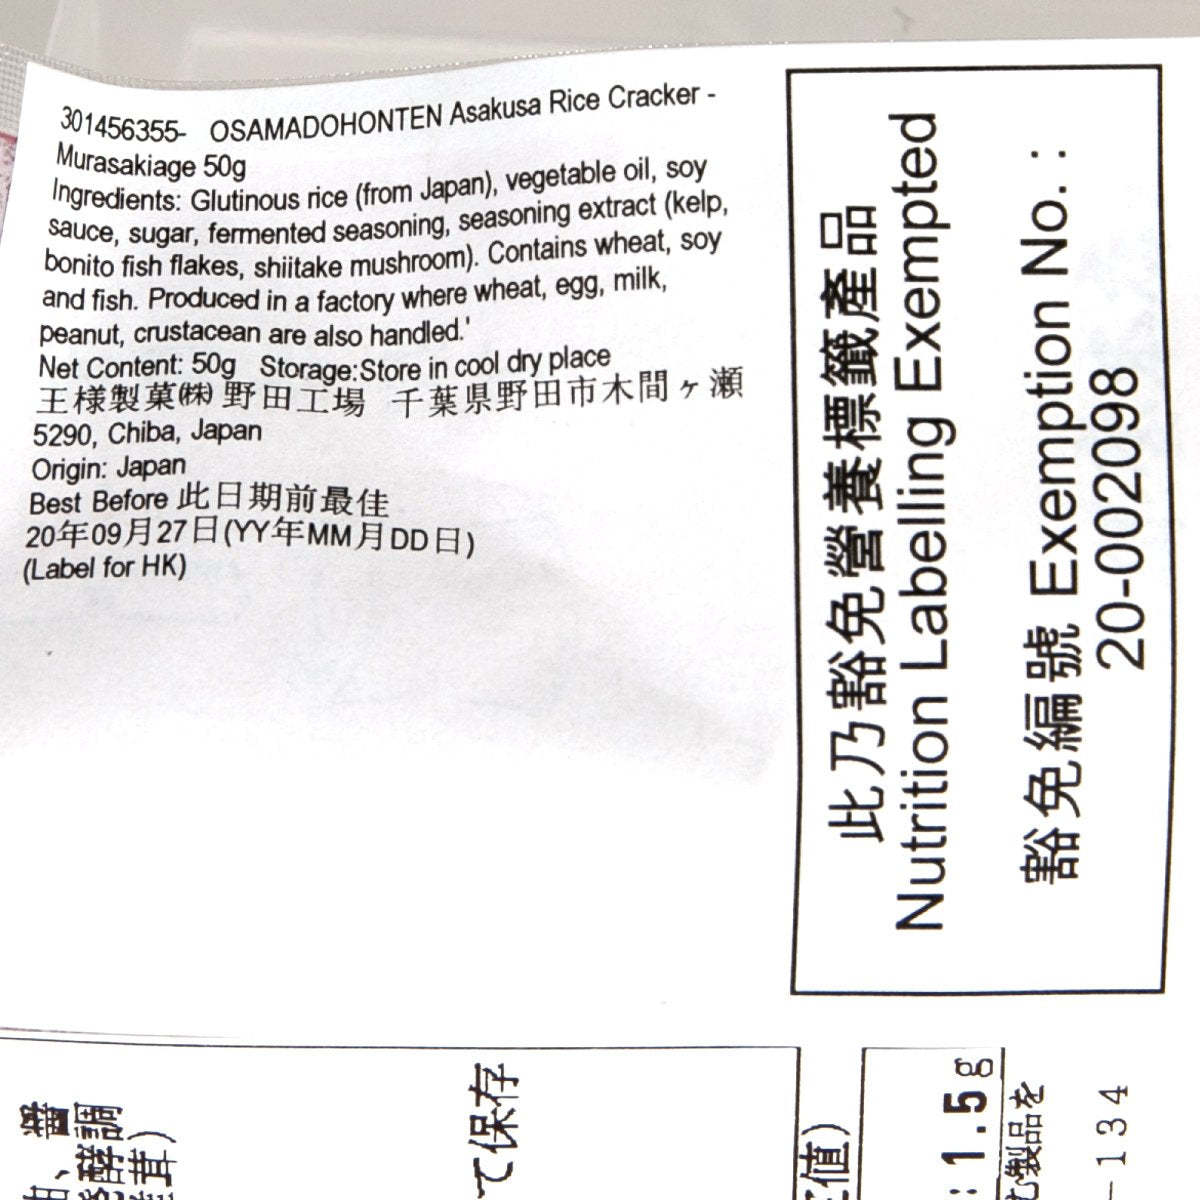 301456355- OSAMADOHONTEN Asakusa Rice Cracker -
Murasakiage 50g
Ingredients: Glutinous rice (from Japan), vegetable oil, soy
sauce, sugar, fermented seasoning, seasoning extract (kelp,
bonito fish flakes, shiitake mushroom). Contains wheat, soy
and fish. Produced in a factory where wheat, egg, milk,
peanut, crustacean are also handled.'
Net Content: 50g Storage:Store in cool dry place
王様製菓㈱ 野田工場 千葉県野田市木間ヶ瀬
5290, Chiba, Japan
Origin: Japan
Best Before 此日期前最佳
20年09月27日(YY年MM月DD日)
(Label for HK)
此乃豁免營養標籤產品
Nutrition Labelling Exempted
豁免編號 Exemption No. :
20-002098
て保存
値)
: 1.5g
製品を
-134